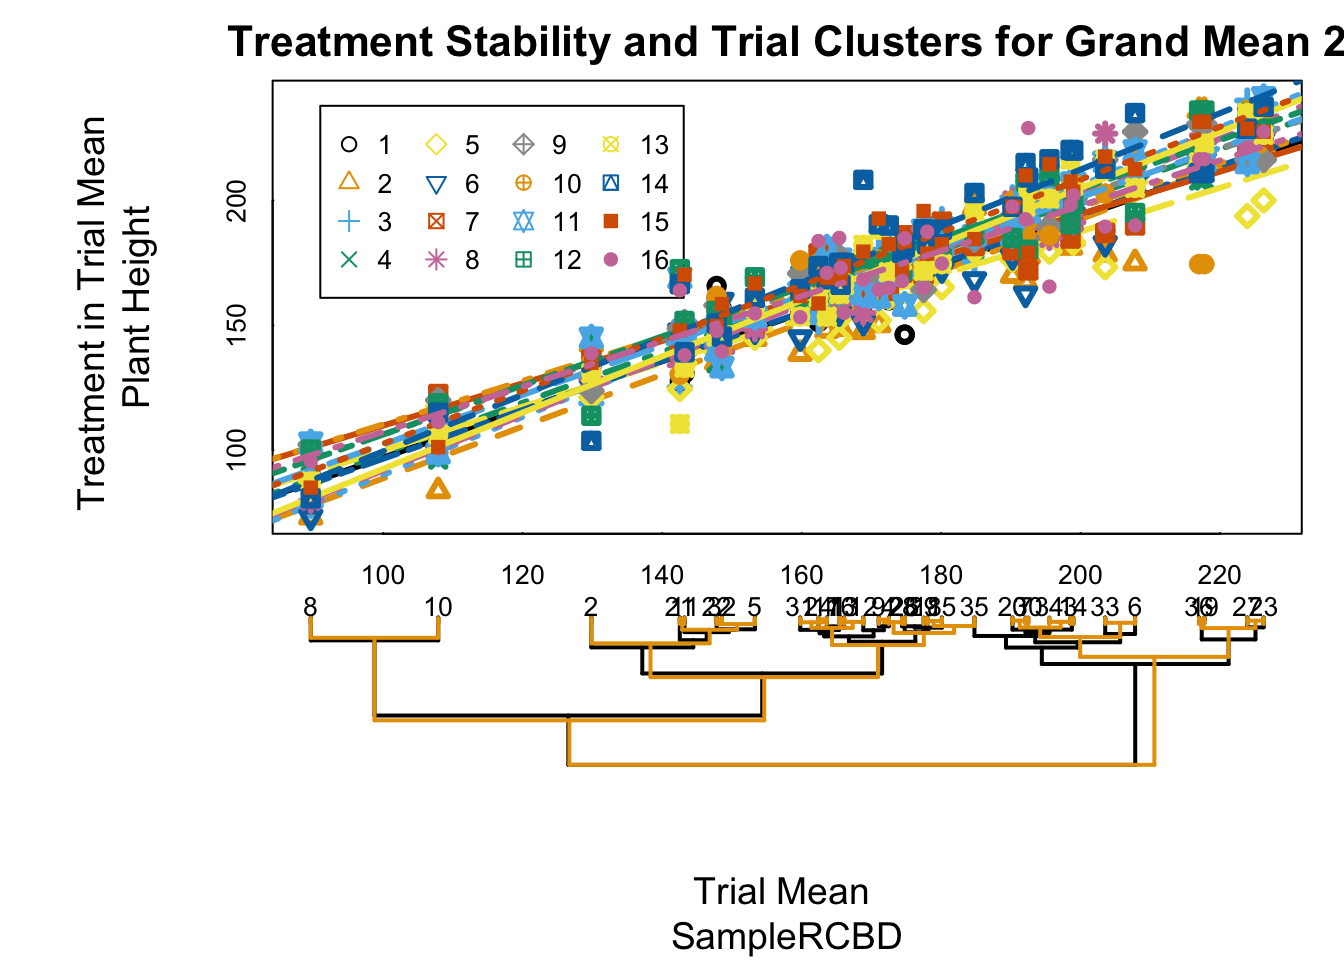 Treatment Stability and Trial Clusters for Grand Mean 2
Treatment in Trial Mean
Plant Height
200
150
100
1 5 9 13
2 6 10 14
3 7 11 15
4 8 12 16
100 120 140 160 180 200 220
8 10 2 5 35 33 6
Trial Mean
SampleRCBD